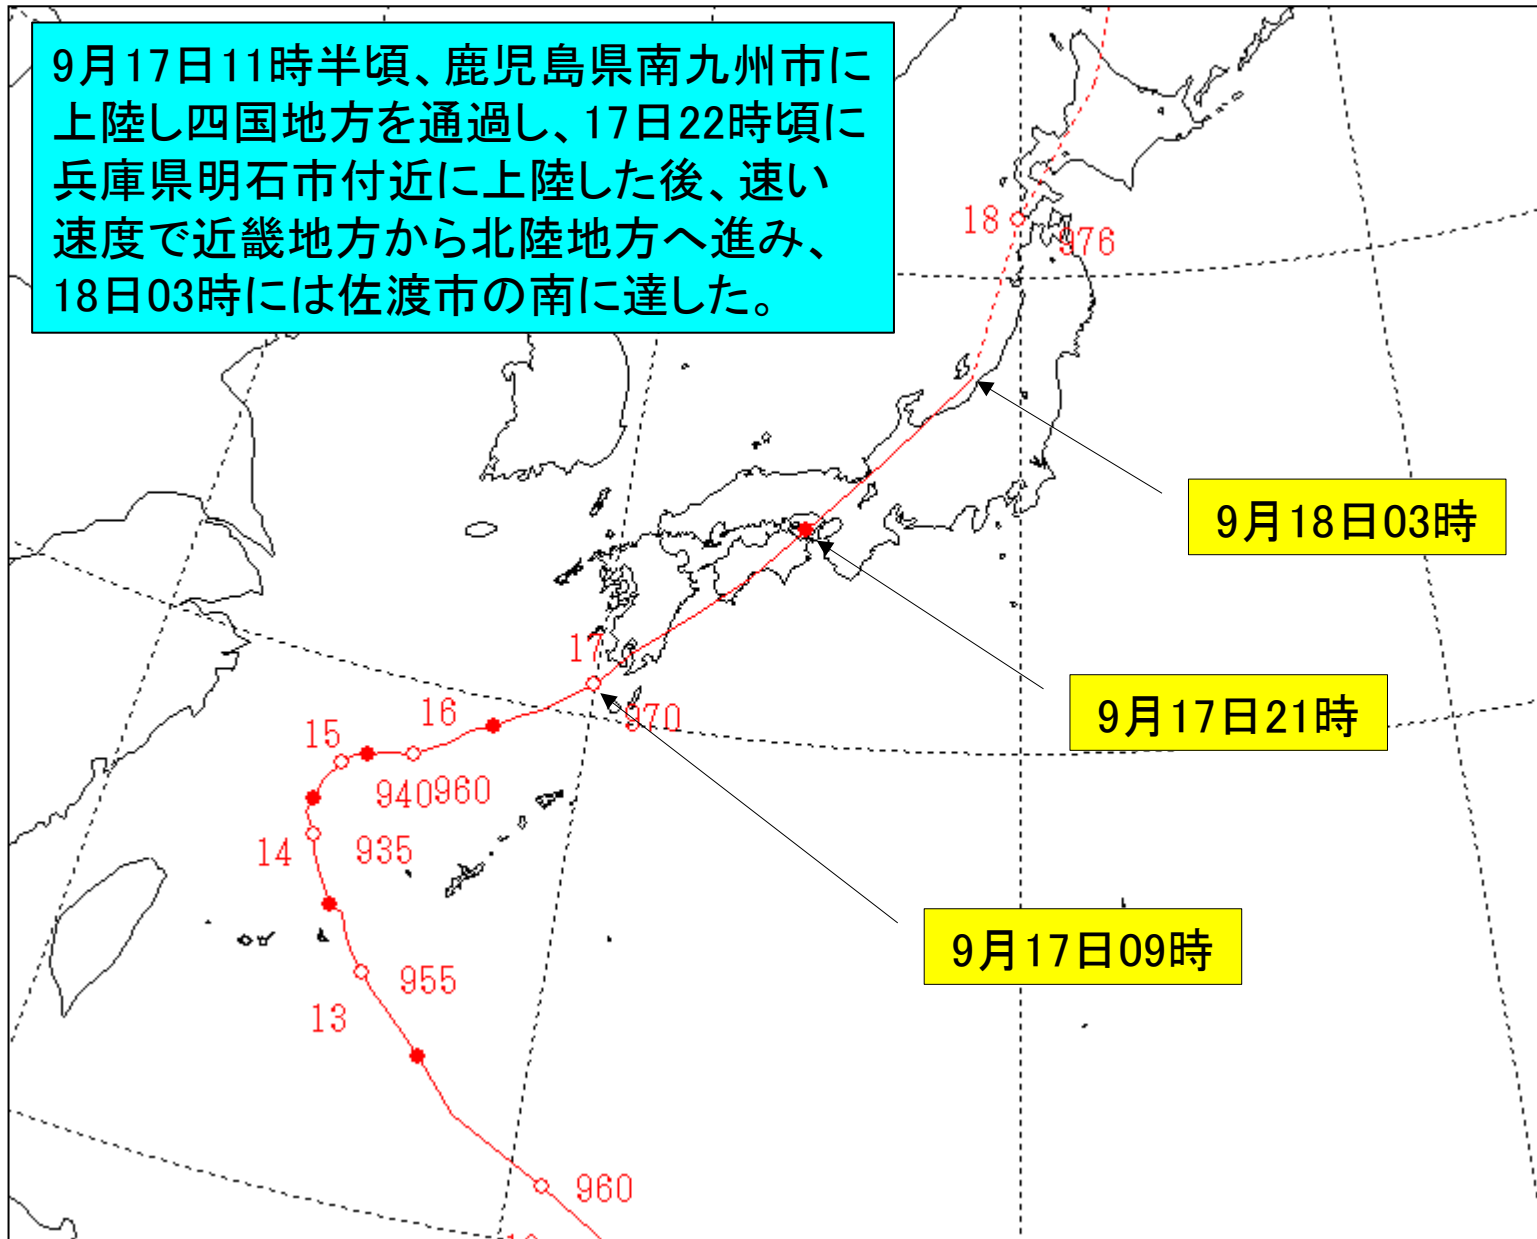 9月17日11時半頃、鹿児島県南九州市に
上陸し四国地方を通過し、17日22時頃に
兵庫県明石市付近に上陸した後、速い
速度で近畿地方から北陸地方へ進み、
18日03時には佐渡市の南に達した。
18
976
9月18日03時
17
16
970
9月17日21時
15
940
960
14
935
9月17日09時
955
13
960